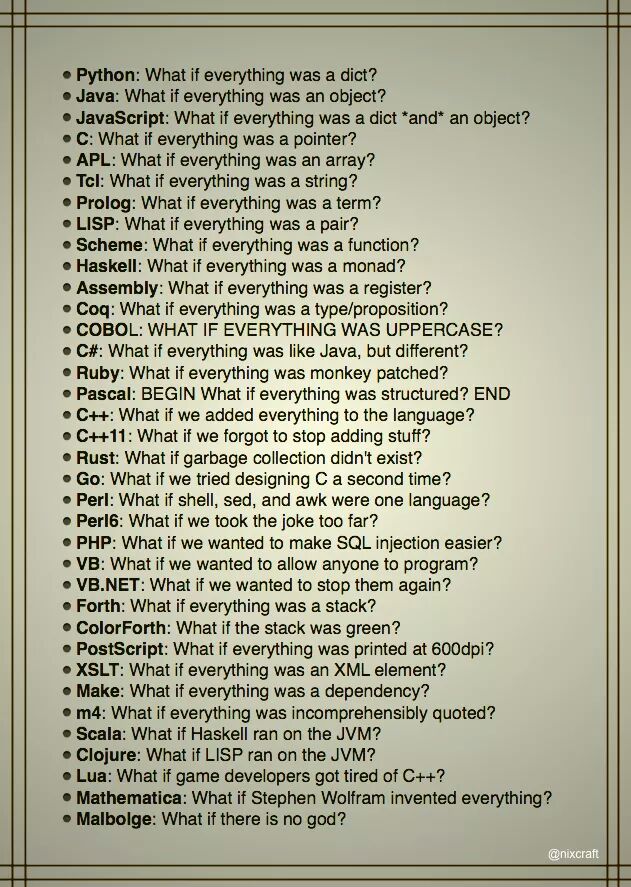 • Python: What if everything was a dict?
• Java: What if everything was an object?
• JavaScript: What if everything was a dict *and* an object?
• C: What if everything was a pointer?
• APL: What if everything was an array?
• Tcl: What if everything was a string?
• Prolog: What if everything was a term?
• LISP: What if everything was a pair?
• Scheme: What if everything was a function?
• Haskell: What if everything was a monad?
• Assembly: What if everything was a register?
• Coq: What if everything was a type/proposition?
• COBOL: WHAT IF EVERYTHING WAS UPPERCASE?
• C#: What if everything was like Java, but different?
• Ruby: What if everything was monkey patched?
• Pascal: BEGIN What if everything was structured? END
• C++: What if we added everything to the language?
• C++11: What if we forgot to stop adding stuff?
• Rust: What if garbage collection didn't exist?
• Go: What if we tried designing C a second time?
• Perl: What if shell, sed, and awk were one language?
• Perl6: What if we took the joke too far?
• PHP: What if we wanted to make SQL injection easier?
• VB: What if we wanted to allow anyone to program?
• VB.NET: What if we wanted to stop them again?
• Forth: What if everything was a stack?
• ColorForth: What if the stack was green?
• PostScript: What if everything was printed at 600dpi?
• XSLT: What if everything was an XML element?
• Make: What if everything was a dependency?
• m4: What if everything was incomprehensibly quoted?
• Scala: What if Haskell ran on the JVM?
• Clojure: What if LISP ran on the JVM?
• Lua: What if game developers got tired of C++?
• Mathematica: What if Stephen Wolfram invented everything?
• Malbolge: What if there is no god?
@nixcraft